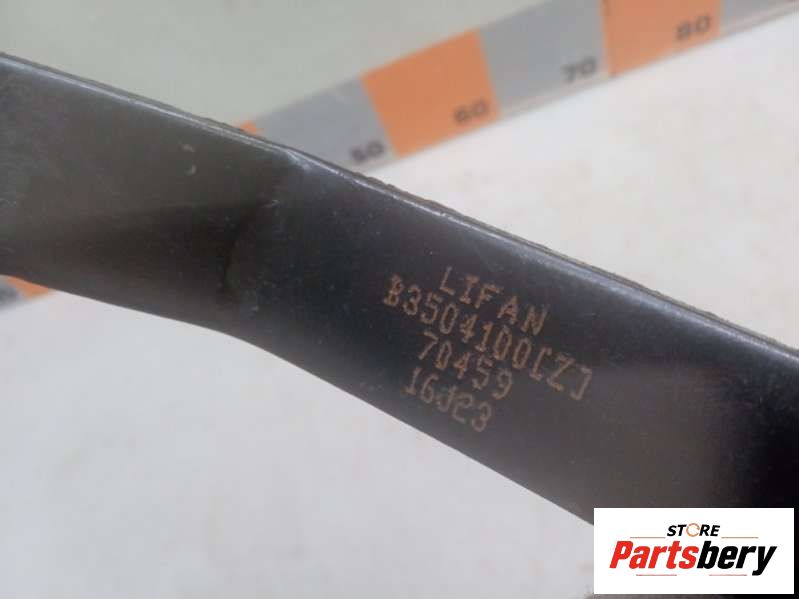 50 60 70 80
LIFAN
B3504100[Z]
70459
16J23
STORE
Partsbery